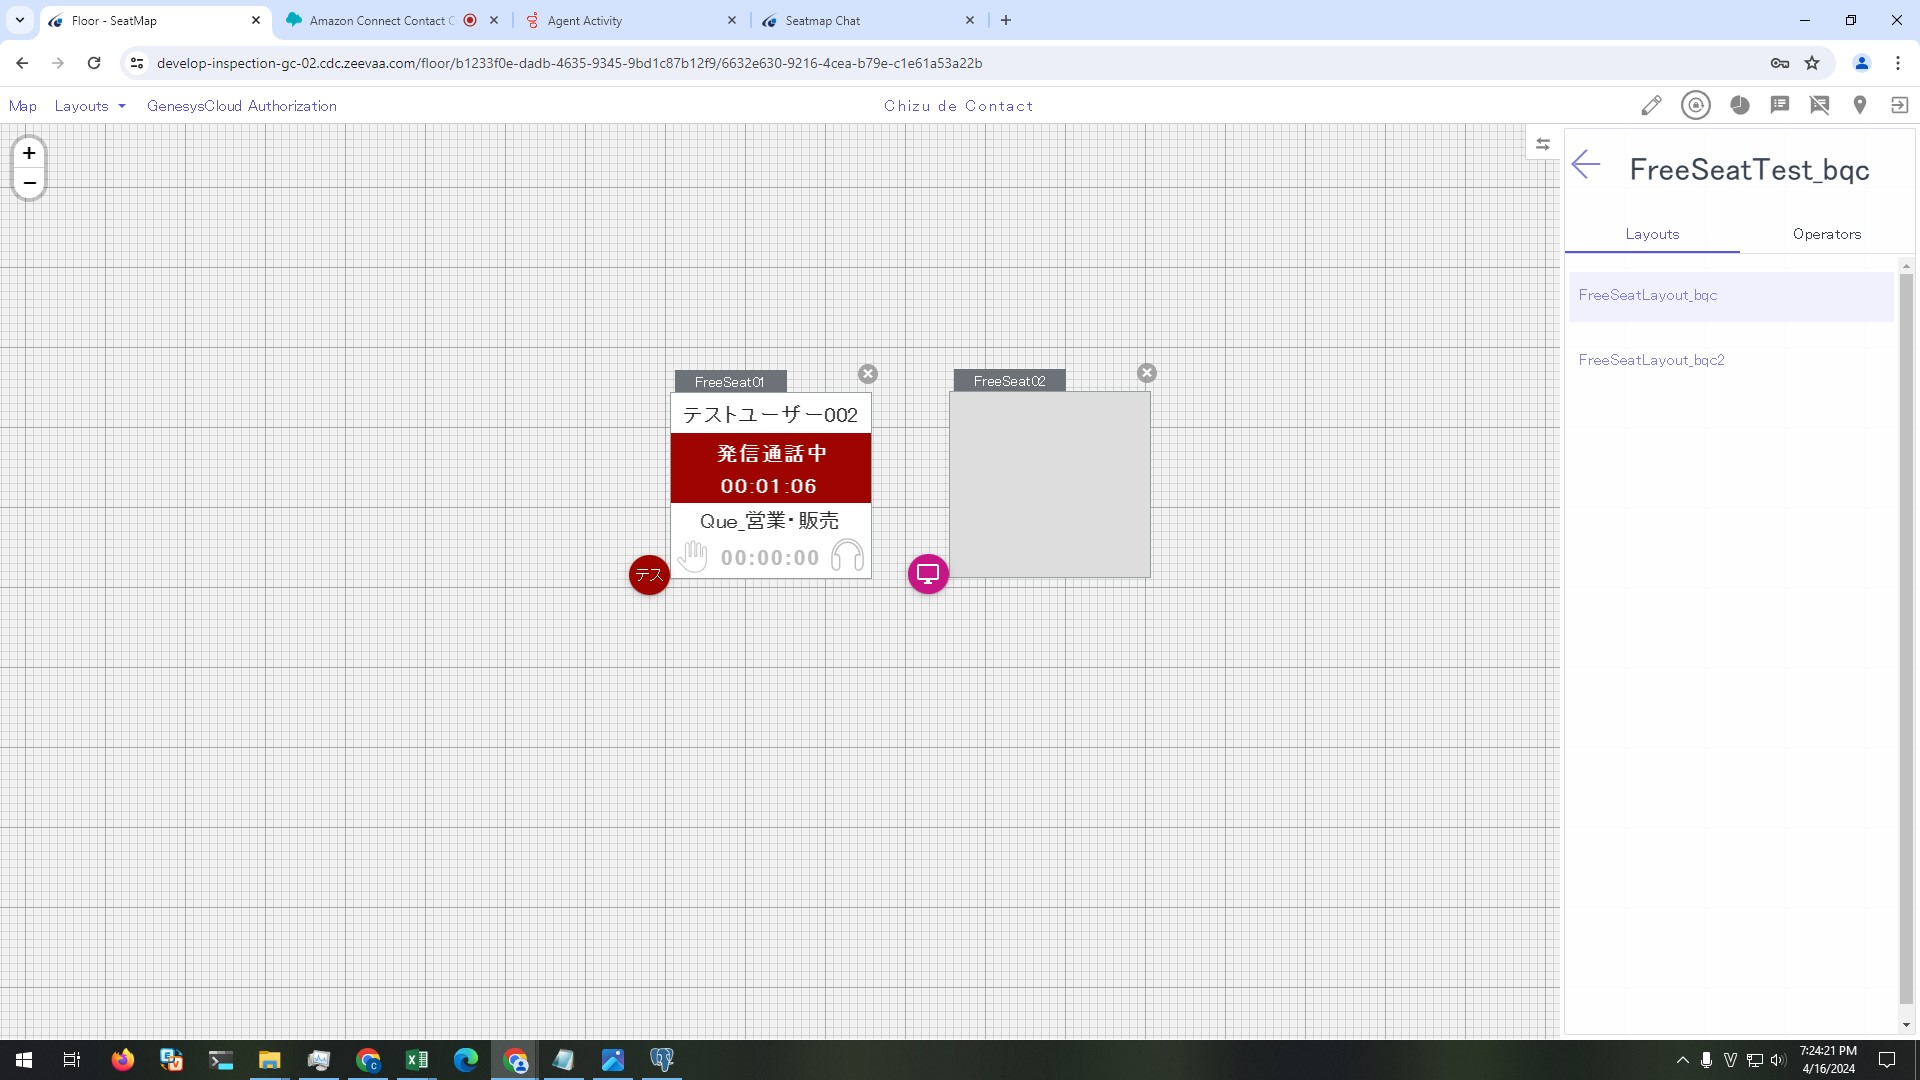 Floor - SeatMap
Amazon Connect Contact C
Agent Activity
Seatmap Chat
develop-inspection-gc-02.cdc.zeevaa.com/floor/b1233f0e-dadb-4635-9345-9bd1c87b12f9/6632e630-9216-4cea-b79e-c1e61a53a22b
Map
Layouts
GenesysCloud Authorization
Chizu de Contact
+
−
FreeSeatTest_bqc
Layouts
Operators
FreeSeatLayout_bqc
FreeSeatLayout_bqc2
FreeSeat01
テストユーザー002
発信通話中
00:01:06
Que_営業・販売
00:00:00
テス
FreeSeat02
7:24:21 PM
4/16/2024